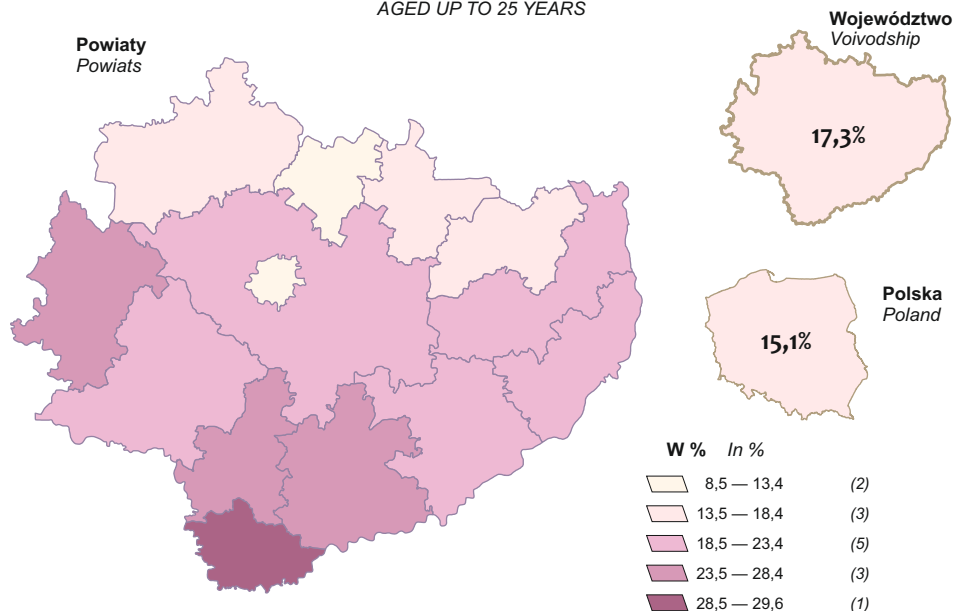 AGED UP TO 25 YEARS
Powiaty
Powiats
Województwo
Voivodship
17,3%
Polska
Poland
15,1%
W % In %
8,5 — 13,4 (2)
13,5 — 18,4 (3)
18,5 — 23,4 (5)
23,5 — 28,4 (3)
28,5 — 29,6 (1)